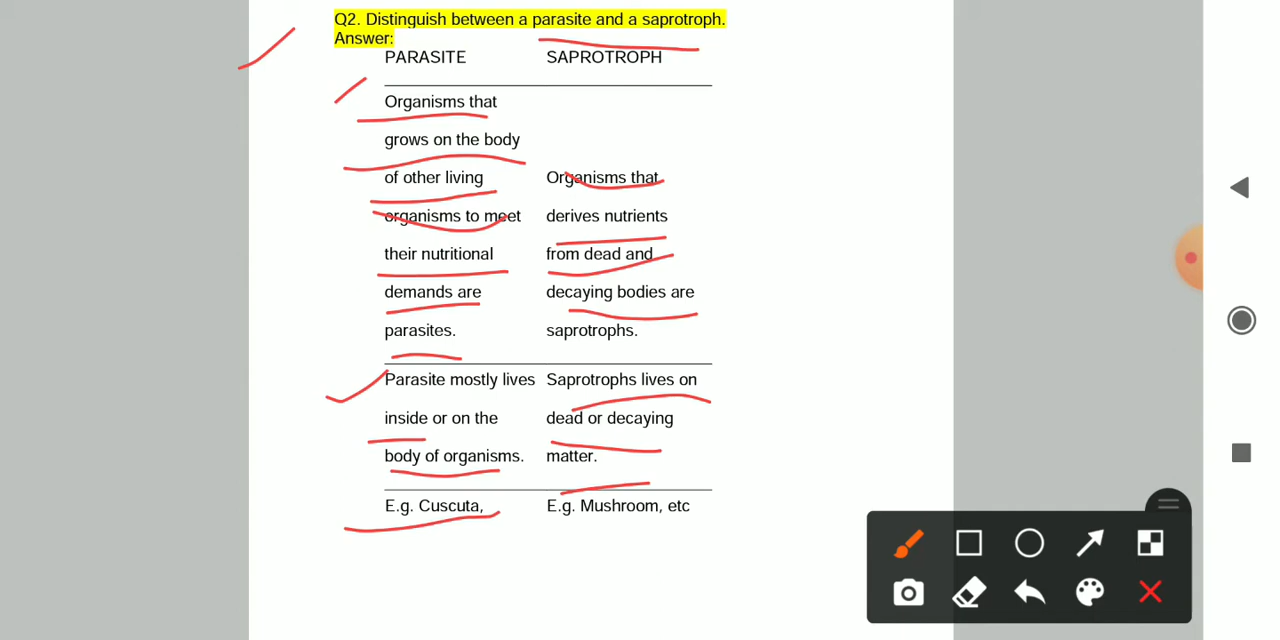 Q2. Distinguish between a parasite and a saprotroph.
Answer:
PARASITE SAPROTROPH
Organisms that
grows on the body
of other living
organisms to meet
their nutritional
demands are
parasites.
Organisms that
derives nutrients
from dead and
decaying bodies are
saprotrophs.
Parasite mostly lives
inside or on the
body of organisms.
Saprotrophs lives on
dead or decaying
matter.
E.g. Cuscuta,
E.g. Mushroom, etc